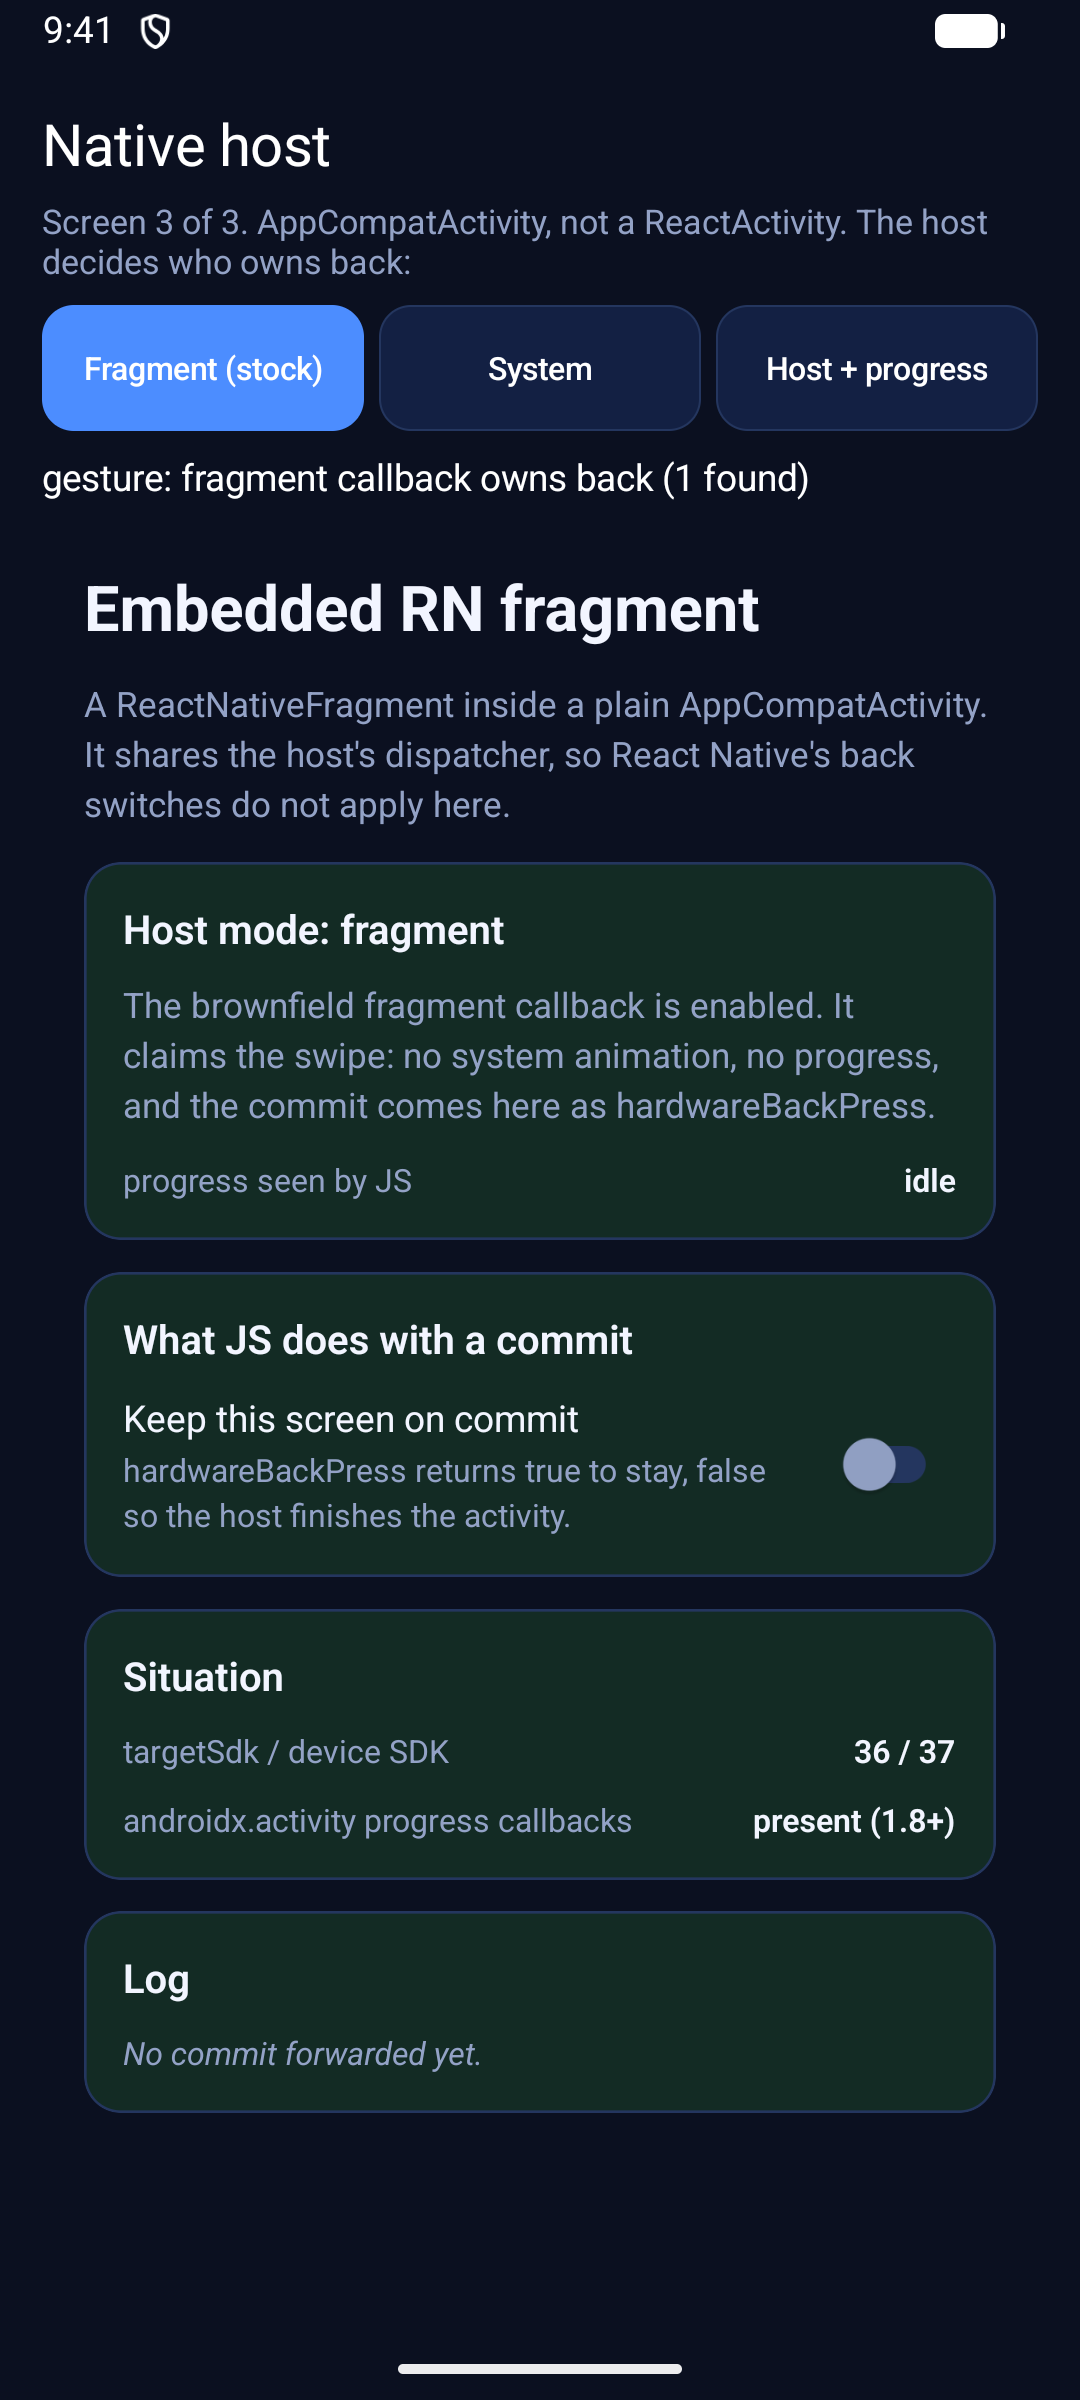 9:41
Native host
Screen 3 of 3. AppCompatActivity, not a ReactActivity. The host
decides who owns back:
Fragment (stock)
System
Host + progress
gesture: fragment callback owns back (1 found)
Embedded RN fragment
A ReactNativeFragment inside a plain AppCompatActivity.
It shares the host's dispatcher, so React Native's back
switches do not apply here.
Host mode: fragment
The brownfield fragment callback is enabled. It
claims the swipe: no system animation, no progress,
and the commit comes here as hardwareBackPress.
progress seen by JS idle
What JS does with a commit
Keep this screen on commit
hardwareBackPress returns true to stay, false
so the host finishes the activity.
Situation
targetSdk / device SDK 36 / 37
androidx.activity progress callbacks present (1.8+)
Log
No commit forwarded yet.